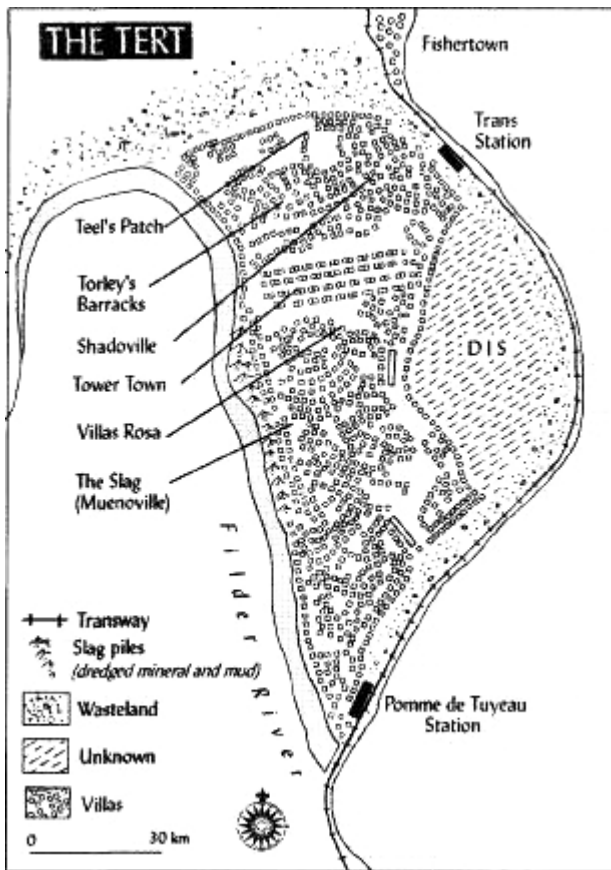 THE TERT
Fishertown
Trans
Station
Teel's Patch
Torley's
Barracks
Shadoville
Tower Town
Villas Rosa
The Slag
(Muenoville)
DIS
Filder River
Transway
Slag piles
(dredged mineral and mud)
Wasteland
Unknown
Villas
0 30 km
Pomme de Tuyeau
Station